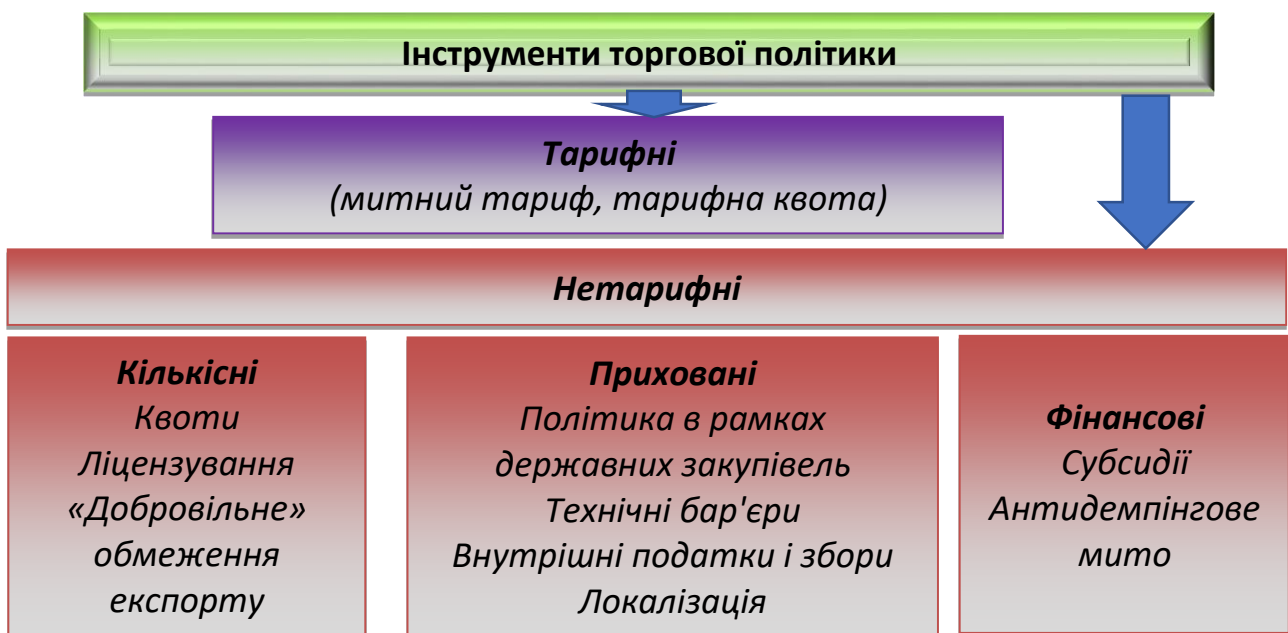 Інструменти торгової політики
Тарифні
(митний тариф, тарифна квота)
Нетарифні
Кількісні
Квоти
Ліцензування
«Добровільне»
обмеження
експорту
Приховані
Політика в рамках
державних закупівель
Технічні бар'єри
Внутрішні податки і збори
Локалізація
Фінансові
Субсидії
Антидемпінгове
мито